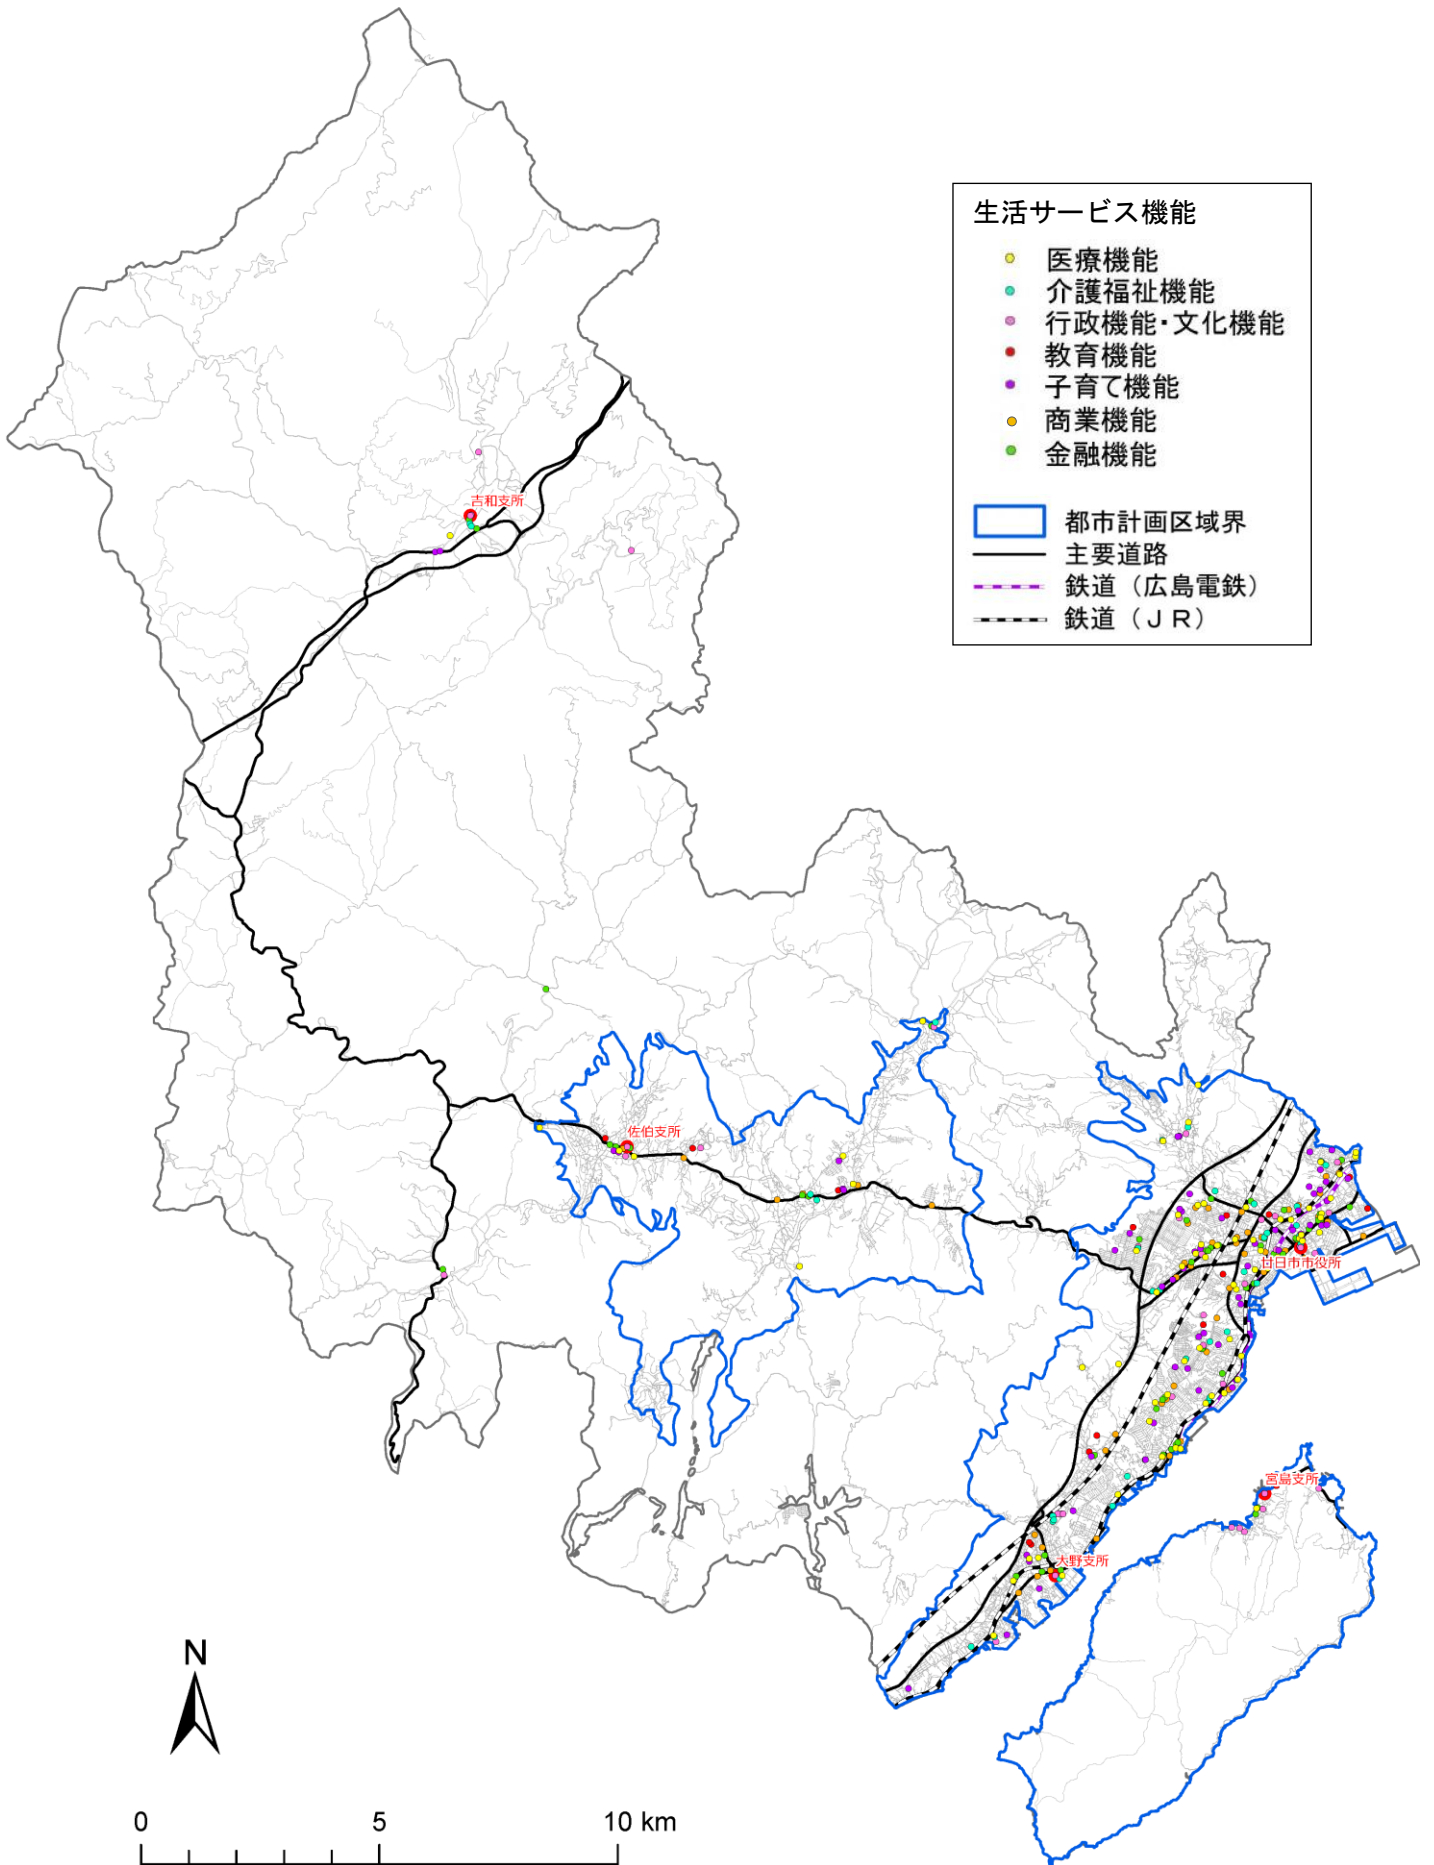 生活サービス機能
医療機能
介護福祉機能
行政機能・文化機能
教育機能
子育て機能
商業機能
金融機能
都市計画区域界
主要道路
鉄道（広島電鉄）
鉄道（ＪＲ）
吉和支所
佐伯支所
廿日市市役所
宮島支所
大野支所
N
0 5 10 km